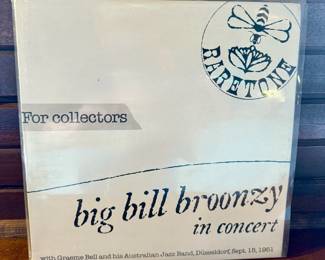 RARETONE
For collectors
big bill broonzy
in concert
with Graeme Bell and his Australian Jazz Band, Düsseldorf, Sept. 15, 1951